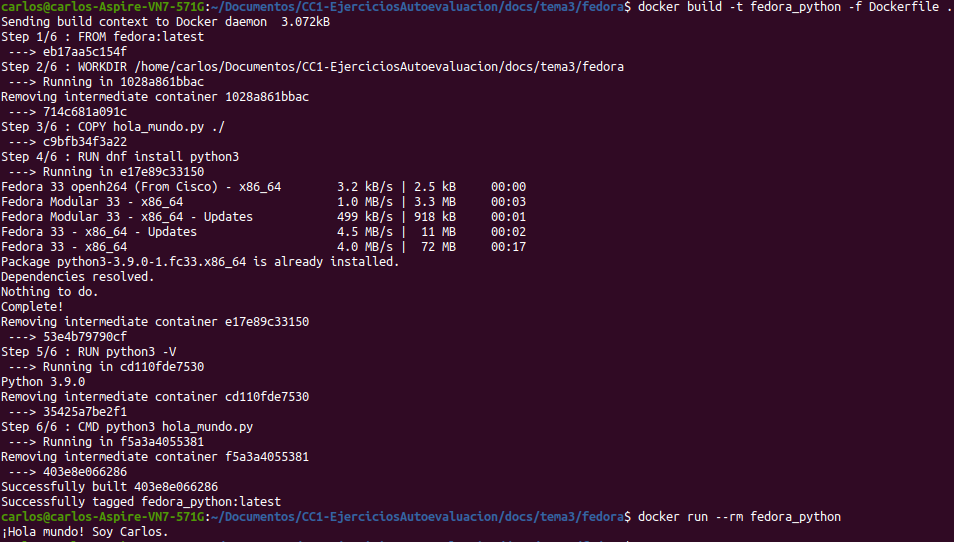 carlos@carlos-Aspire-VN7-571G:~/Documentos/CC1-EjerciciosAutoevaluacion/docs/tema3/fedora$ docker build -t fedora_python -f Dockerfile .
Sending build context to Docker daemon  3.072kB
Step 1/6 : FROM fedora:latest
 ---> eb17aa5c154f
Step 2/6 : WORKDIR /home/carlos/Documentos/CC1-EjerciciosAutoevaluacion/docs/tema3/fedora
 ---> Running in 1028a861bbac
Removing intermediate container 1028a861bbac
 ---> 714c681a091c
Step 3/6 : COPY hola_mundo.py ./
 ---> c9bfb34f3a22
Step 4/6 : RUN dnf install python3
 ---> Running in e17e89c33150
Fedora 33 openh264 (From Cisco) - x86_64        3.2 kB/s | 2.5 kB     00:00
Fedora Modular 33 - x86_64                      1.0 MB/s | 3.3 MB     00:03
Fedora Modular 33 - x86_64 - Updates            499 kB/s | 918 kB     00:01
Fedora 33 - x86_64 - Updates                    4.5 MB/s |  11 MB     00:02
Fedora 33 - x86_64                              4.0 MB/s |  72 MB     00:17
Package python3-3.9.0-1.fc33.x86_64 is already installed.
Dependencies resolved.
Nothing to do.
Complete!
Removing intermediate container e17e89c33150
 ---> 53e4b79790cf
Step 5/6 : RUN python3 -V
 ---> Running in cd110fde7530
Python 3.9.0
Removing intermediate container cd110fde7530
 ---> 35425a7be2f1
Step 6/6 : CMD python3 hola_mundo.py
 ---> Running in f5a3a4055381
Removing intermediate container f5a3a4055381
 ---> 403e8e066286
Successfully built 403e8e066286
Successfully tagged fedora_python:latest
carlos@carlos-Aspire-VN7-571G:~/Documentos/CC1-EjerciciosAutoevaluacion/docs/tema3/fedora$ docker run --rm fedora_python
¡Hola mundo! Soy Carlos.